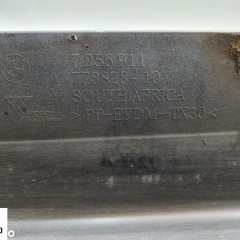 7256911
773828-10
SOUTH AFRICA
>PP+EPDM-TX30<